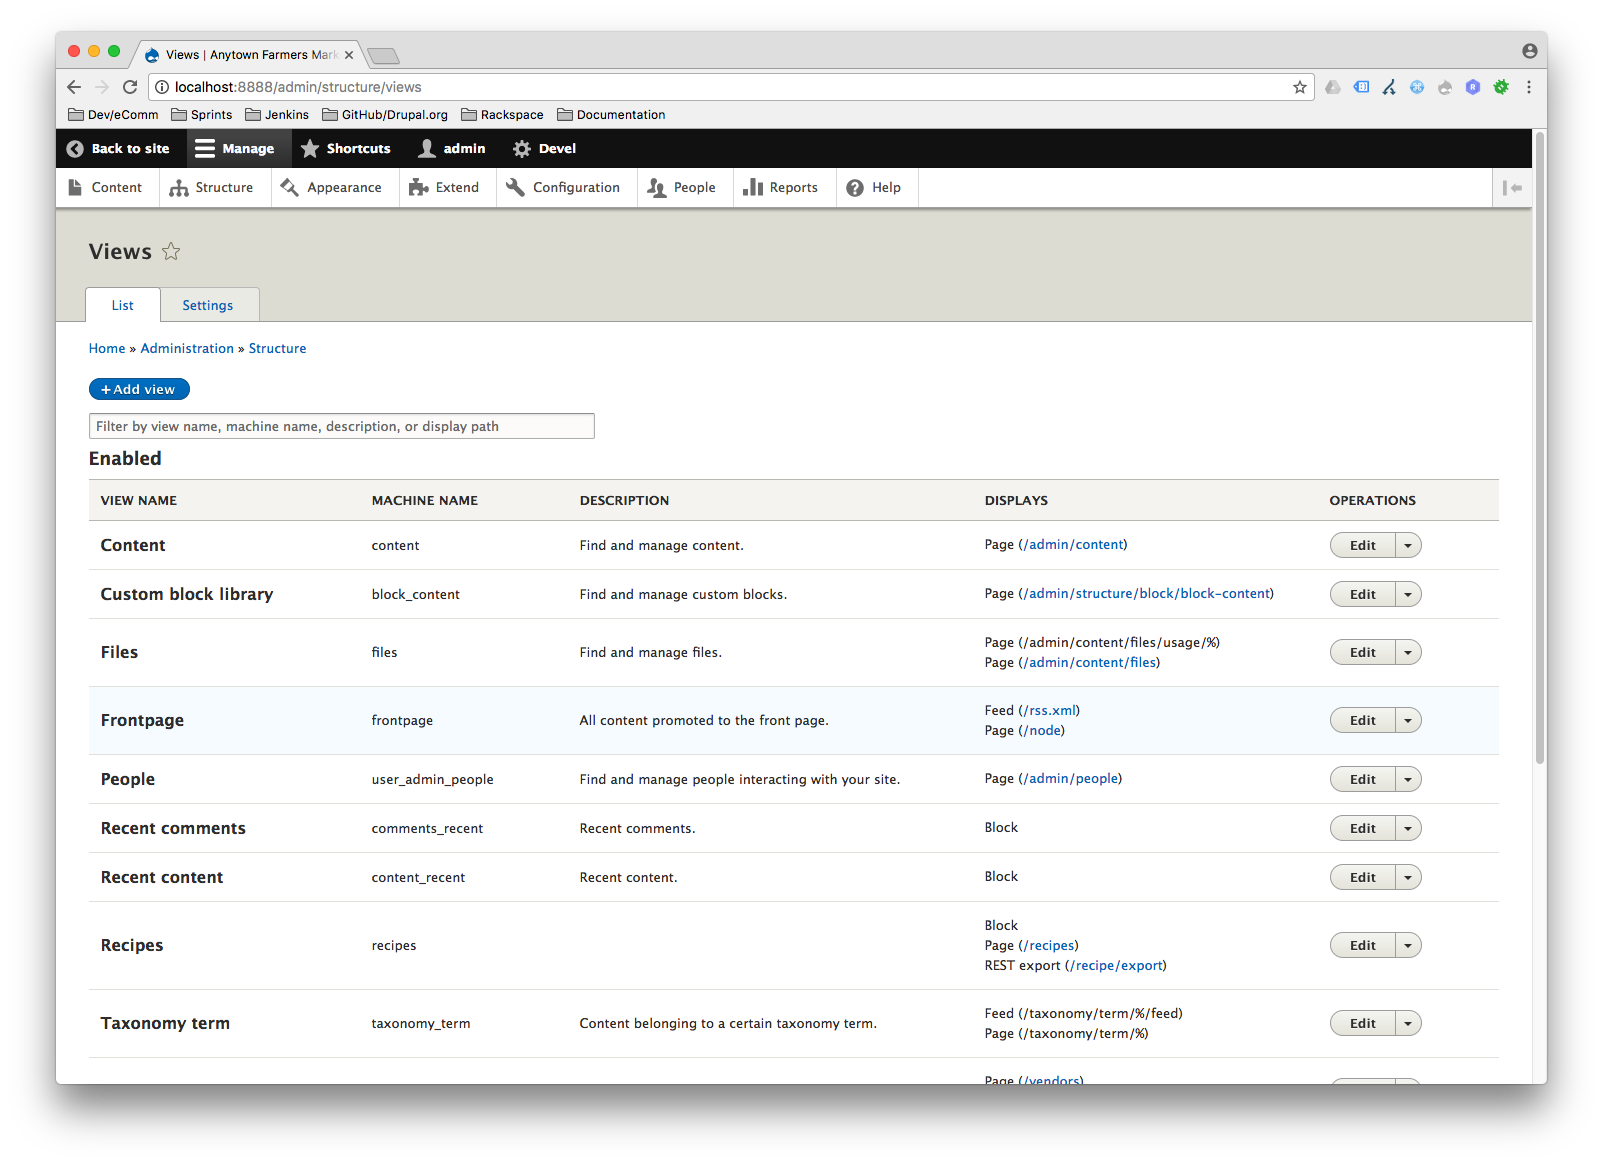 Views | Anytown Farmers Mark
localhost:8888/admin/structure/views
Dev/eComm Sprints Jenkins GitHub/Drupal.org Rackspace Documentation
Back to site Manage Shortcuts admin Devel
Content Structure Appearance Extend Configuration People Reports Help
Views
List Settings
Home » Administration » Structure
+ Add view
Filter by view name, machine name, description, or display path
Enabled
VIEW NAME MACHINE NAME DESCRIPTION DISPLAYS OPERATIONS
Content content Find and manage content. Page (/admin/content) Edit
Custom block library block_content Find and manage custom blocks. Page (/admin/structure/block/block-content) Edit
Files files Find and manage files. Page (/admin/content/files/usage/%) Edit
Page (/admin/content/files)
Frontpage frontpage All content promoted to the front page. Feed (/rss.xml) Edit
Page (/node)
People user_admin_people Find and manage people interacting with your site. Page (/admin/people) Edit
Recent comments comments_recent Recent comments. Block Edit
Recent content content_recent Recent content. Block Edit
Recipes recipes Block Edit
Page (/recipes)
REST export (/recipe/export)
Taxonomy term taxonomy_term Content belonging to a certain taxonomy term. Feed (/taxonomy/term/%/feed) Edit
Page (/taxonomy/term/%)
Page (/vendors)